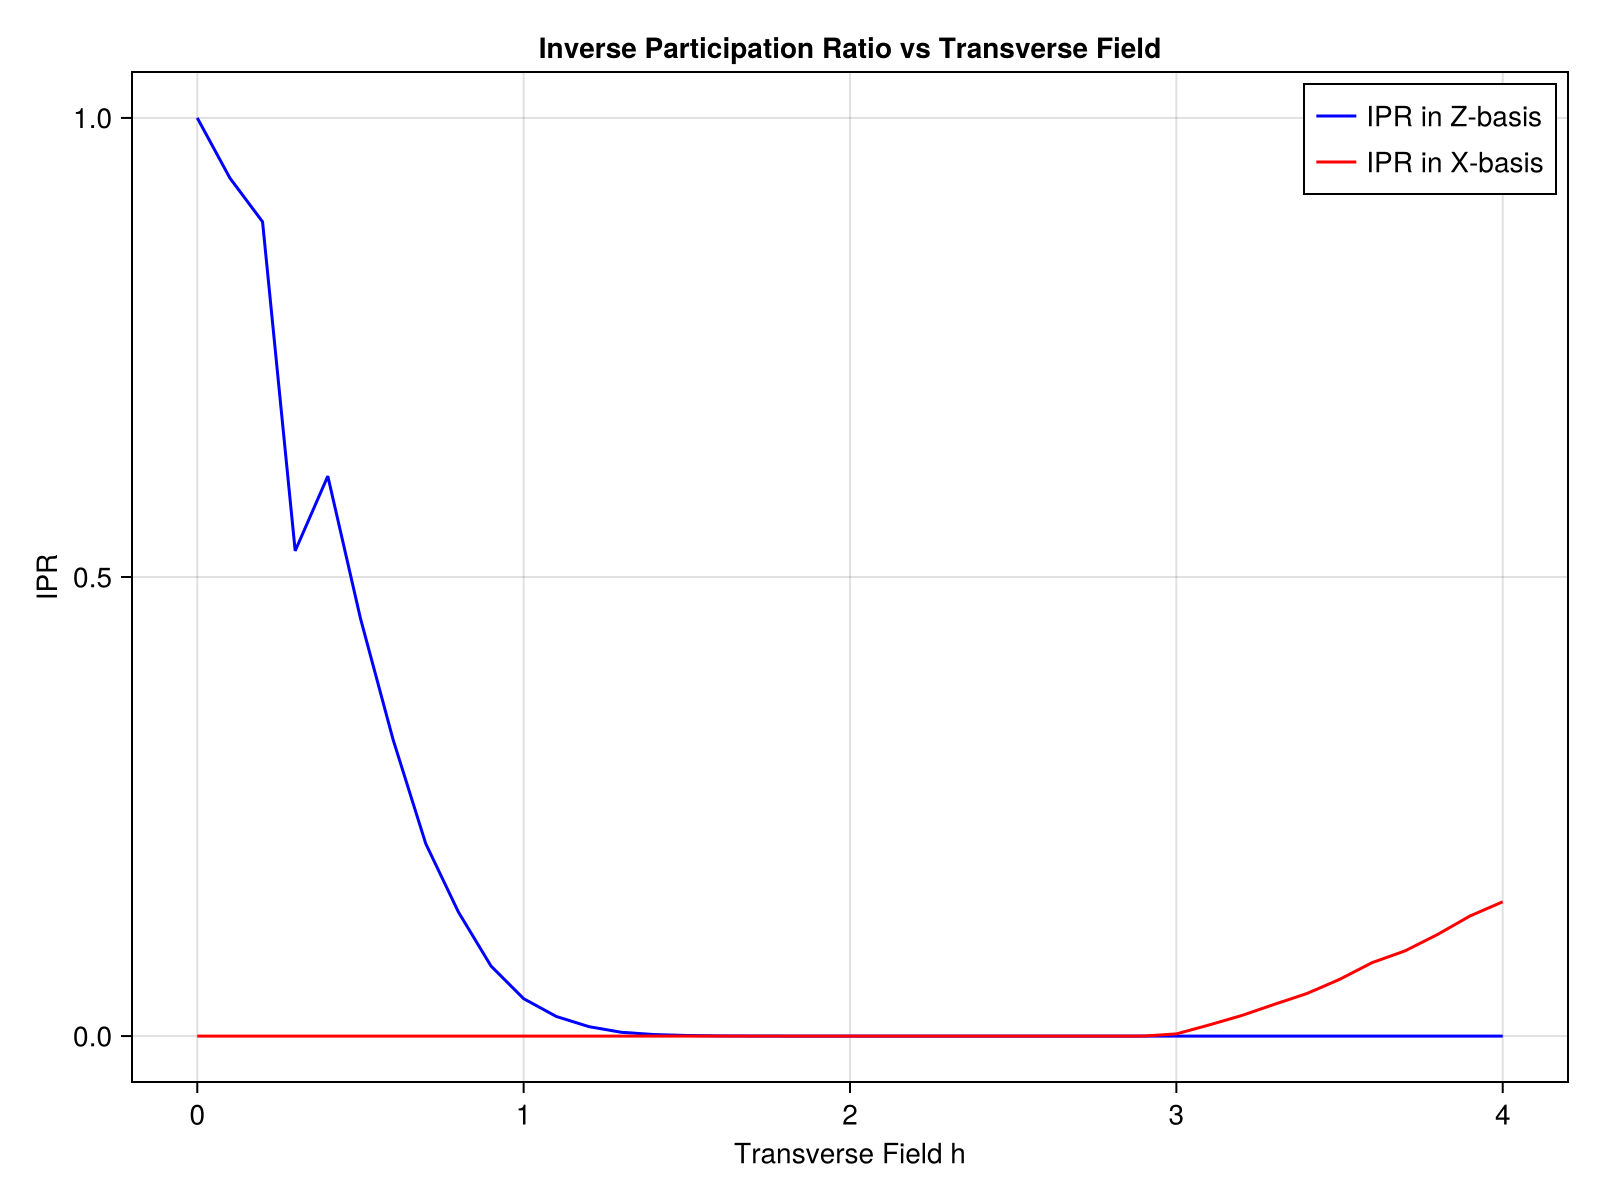 Inverse Participation Ratio vs Transverse Field
IPR in Z-basis
IPR in X-basis
1.0
0.5
0.0
IPR
0 1 2 3 4
Transverse Field h